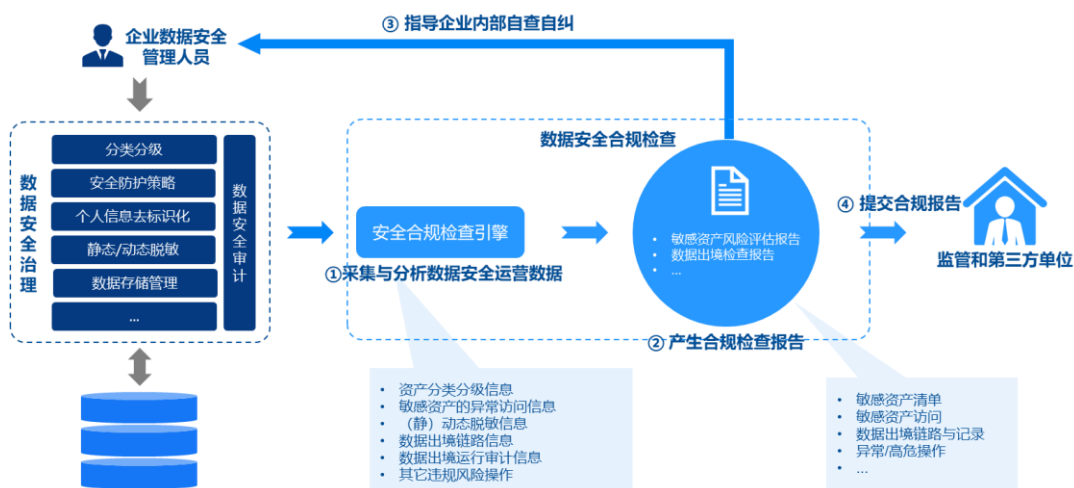 ③ 指导企业内部自查自纠
企业数据安全
管理人员
数据安全治理
分类分级
安全防护策略
个人信息去标识化
静态/动态脱敏
数据存储管理
...
数据安全审计
数据安全合规检查
安全合规检查引擎
①采集与分析数据安全运营数据
• 敏感资产风险评估报告
• 数据出境检查报告
• ...
② 产生合规检查报告
④ 提交合规报告
监管和第三方单位
• 资产分类分级信息
• 敏感资产的异常访问信息
• （静）动态脱敏信息
• 数据出境链路信息
• 数据出境运行审计信息
• 其它违规风险操作
• 敏感资产清单
• 敏感资产访问
• 数据出境链路与记录
• 异常/高危操作
• ...